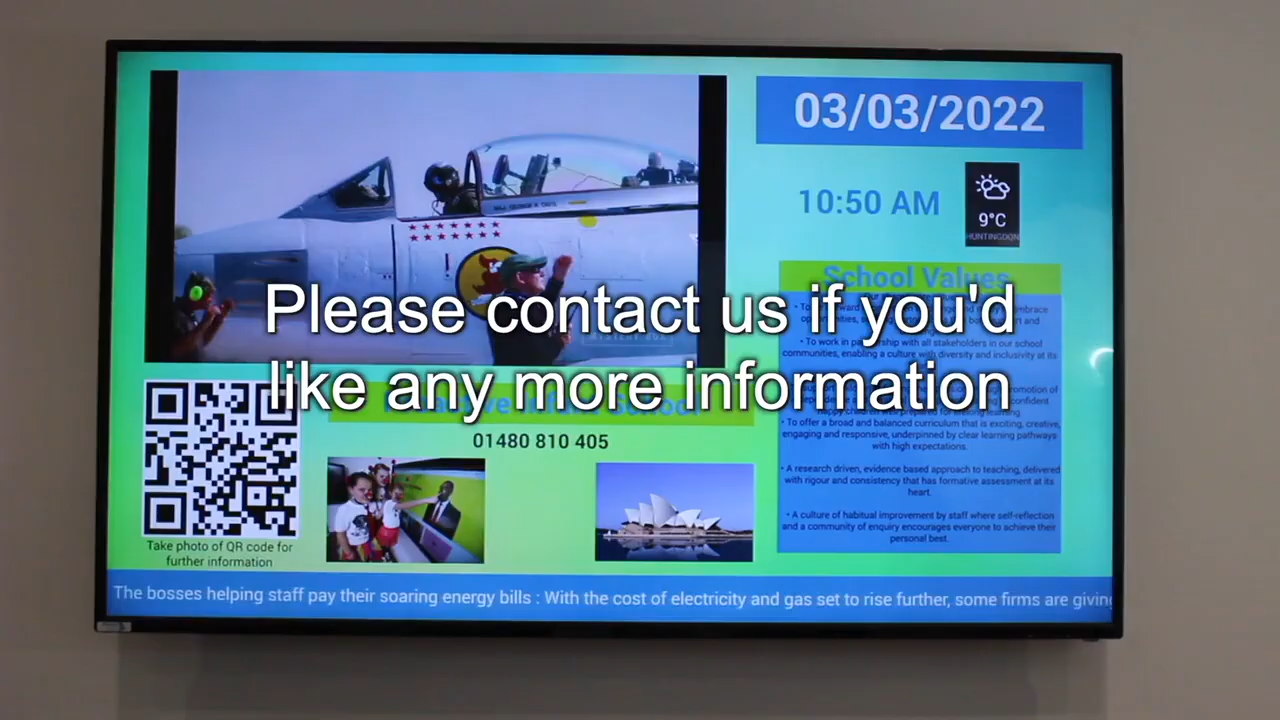 03/03/2022
10:50 AM
9°C
HUNTINGDON
School Values
Please contact us if you'd
like any more information
• To work in partnership with all stakeholders in our school
communities, enabling a culture with diversity and inclusivity at its
happy children
• To offer a broad and balanced curriculum that is exciting, creative,
engaging and responsive, underpinned by clear learning pathways
with high expectations.
• A research driven, evidence based approach to teaching, delivered
with rigour and consistency that has formative assessment at its
heart.
• A culture of habitual improvement by staff where self-reflection
and a community of enquiry encourages everyone to achieve their
personal best.
School
01480 810 405
Take photo of QR code for
further information
The bosses helping staff pay their soaring energy bills : With the cost of electricity and gas set to rise further, some firms are giving